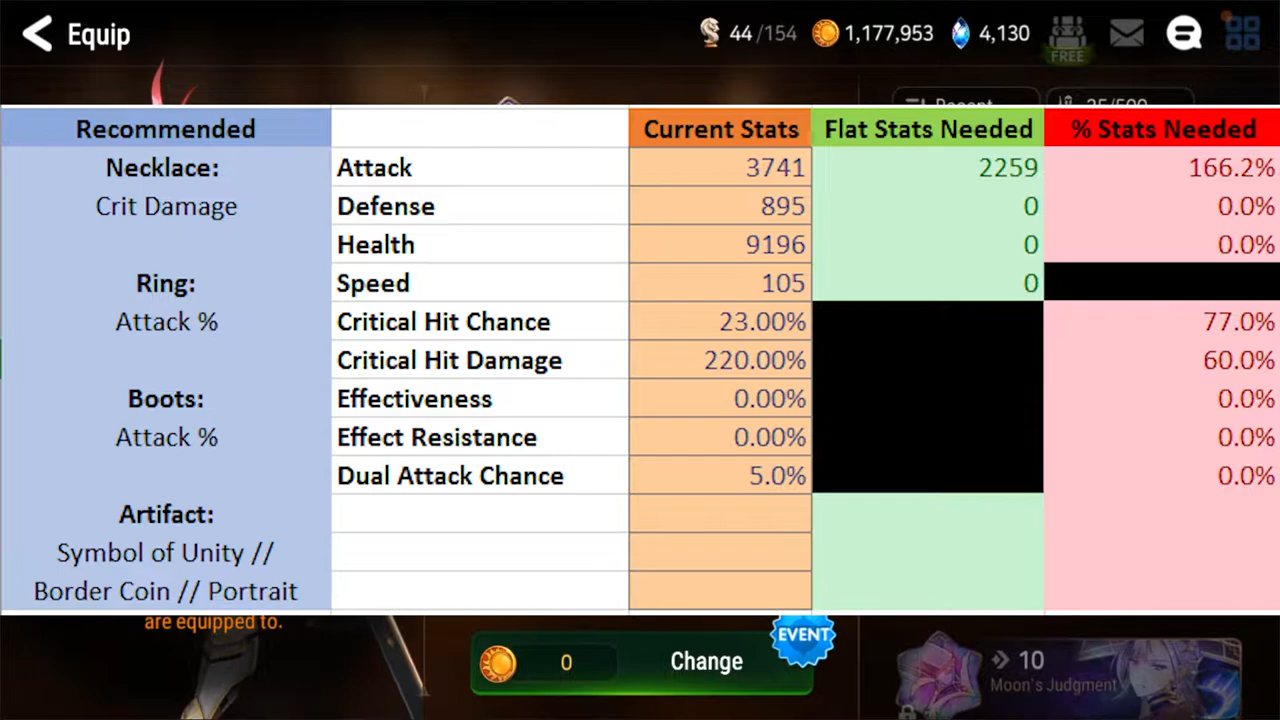 Equip
44/154
1,177,953
4,130
FREE
Recent
Recommended
Current Stats
Flat Stats Needed
% Stats Needed
Necklace:
Attack
3741
2259
166.2%
Crit Damage
Defense
895
0
0.0%
Health
9196
0
0.0%
Ring:
Speed
105
0
Attack %
Critical Hit Chance
23.00%
77.0%
Critical Hit Damage
220.00%
60.0%
Boots:
Effectiveness
0.00%
0.0%
Attack %
Effect Resistance
0.00%
0.0%
Dual Attack Chance
5.0%
0.0%
Artifact:
Symbol of Unity //
Border Coin // Portrait
are equipped to.
EVENT
0
Change
10
Moon's Judgment